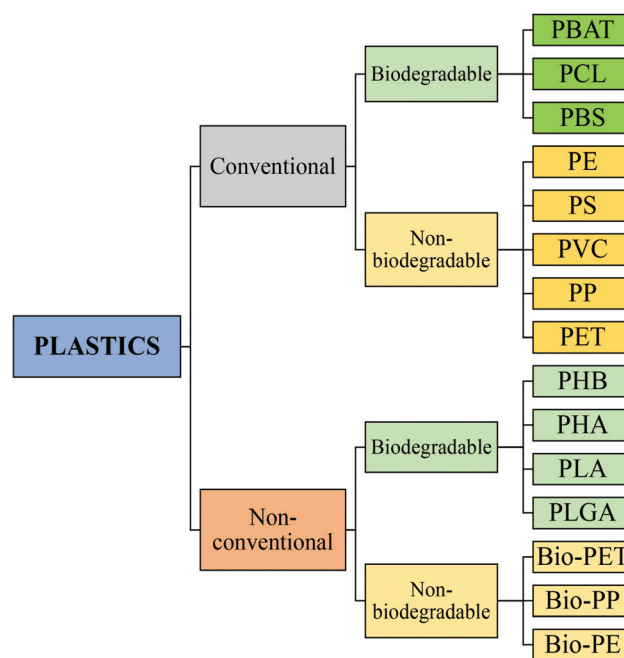 PLASTICS
Conventional
Biodegradable
PBAT
PCL
PBS
Non-
biodegradable
PE
PS
PVC
PP
PET
Non-
conventional
Biodegradable
PHB
PHA
PLA
PLGA
Non-
biodegradable
Bio-PET
Bio-PP
Bio-PE